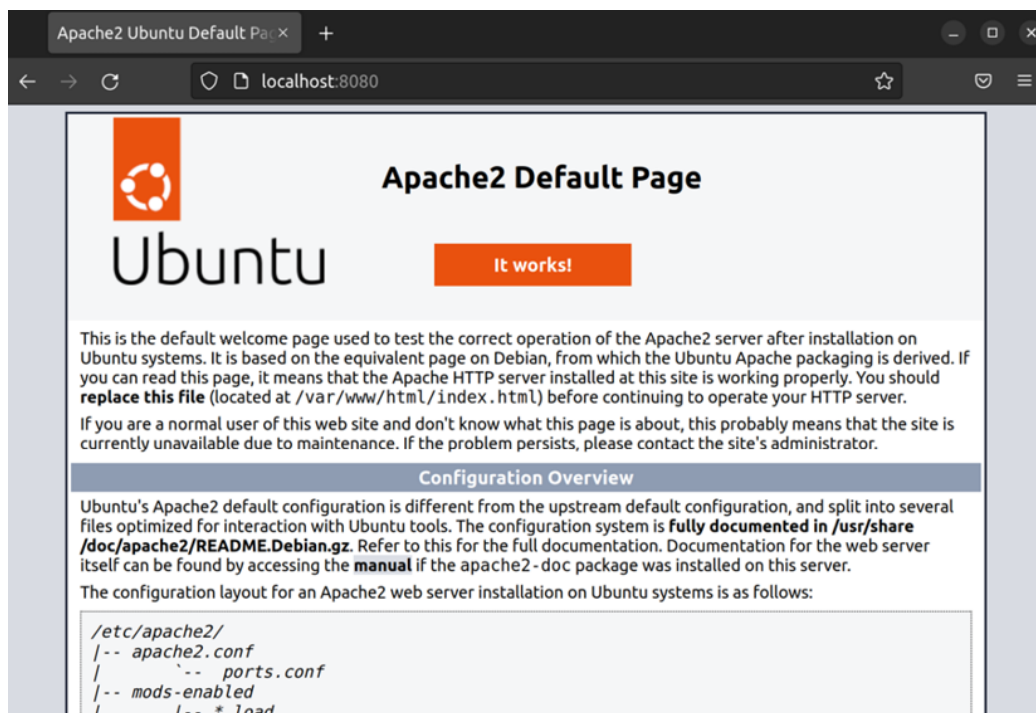 Apache2 Ubuntu Default Pag
localhost:8080
Ubuntu
Apache2 Default Page
It works!
This is the default welcome page used to test the correct operation of the Apache2 server after installation on
Ubuntu systems. It is based on the equivalent page on Debian, from which the Ubuntu Apache packaging is derived. If
you can read this page, it means that the Apache HTTP server installed at this site is working properly. You should
replace this file (located at /var/www/html/index.html) before continuing to operate your HTTP server.
If you are a normal user of this web site and don't know what this page is about, this probably means that the site is
currently unavailable due to maintenance. If the problem persists, please contact the site's administrator.
Configuration Overview
Ubuntu's Apache2 default configuration is different from the upstream default configuration, and split into several
files optimized for interaction with Ubuntu tools. The configuration system is fully documented in /usr/share
/doc/apache2/README.Debian.gz. Refer to this for the full documentation. Documentation for the web server
itself can be found by accessing the manual if the apache2-doc package was installed on this server.
The configuration layout for an Apache2 web server installation on Ubuntu systems is as follows:
/etc/apache2/
|-- apache2.conf
|       `--  ports.conf
|-- mods-enabled
|       |-- *.load